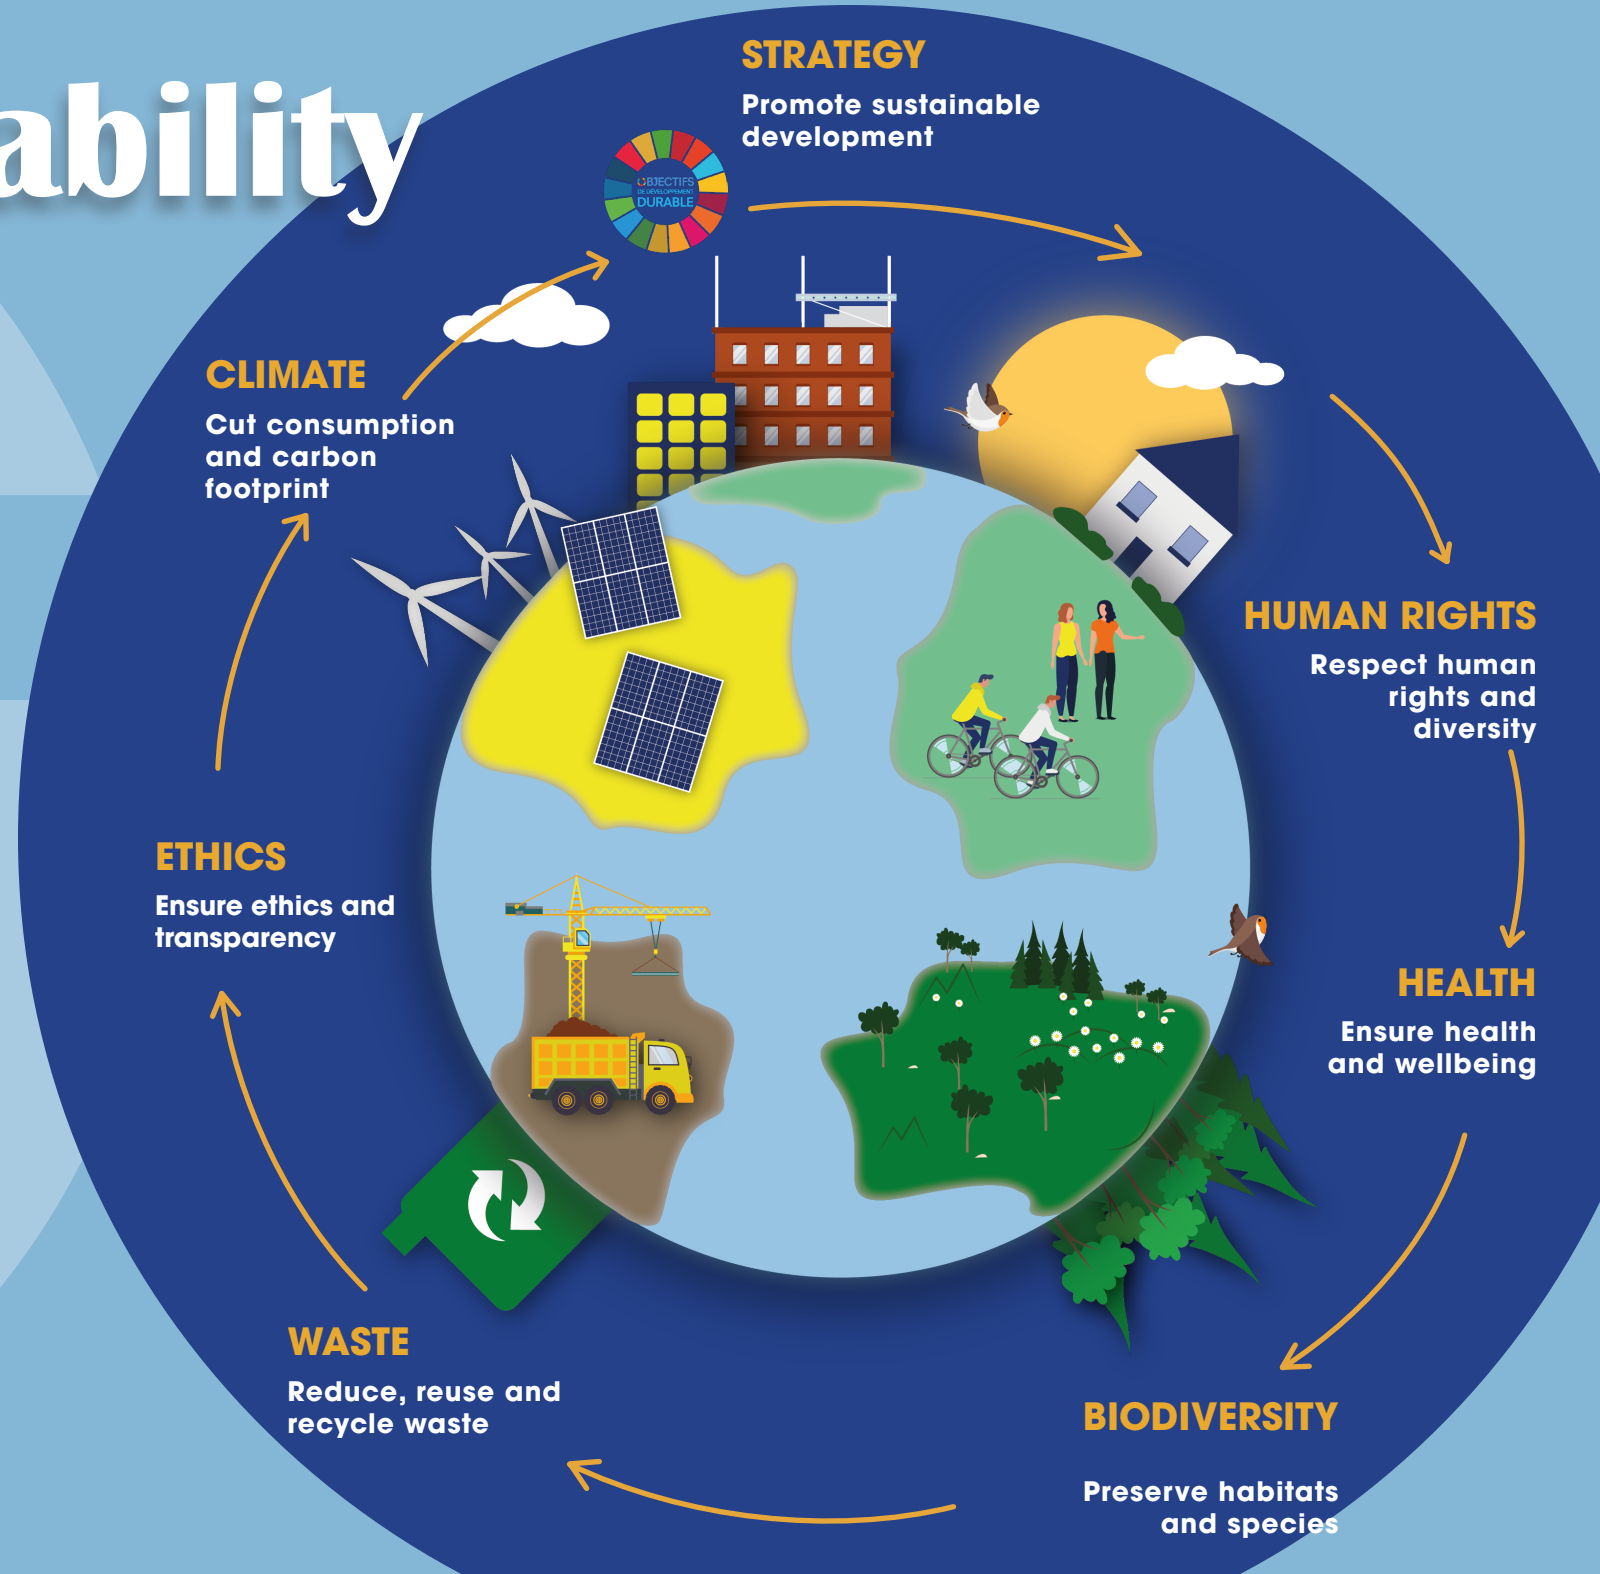 ability
STRATEGY
Promote sustainable
development
OBJECTIFS
DE DÉVELOPPEMENT
DURABLE
CLIMATE
Cut consumption
and carbon
footprint
HUMAN RIGHTS
Respect human
rights and
diversity
ETHICS
Ensure ethics and
transparency
HEALTH
Ensure health
and wellbeing
WASTE
Reduce, reuse and
recycle waste
BIODIVERSITY
Preserve habitats
and species